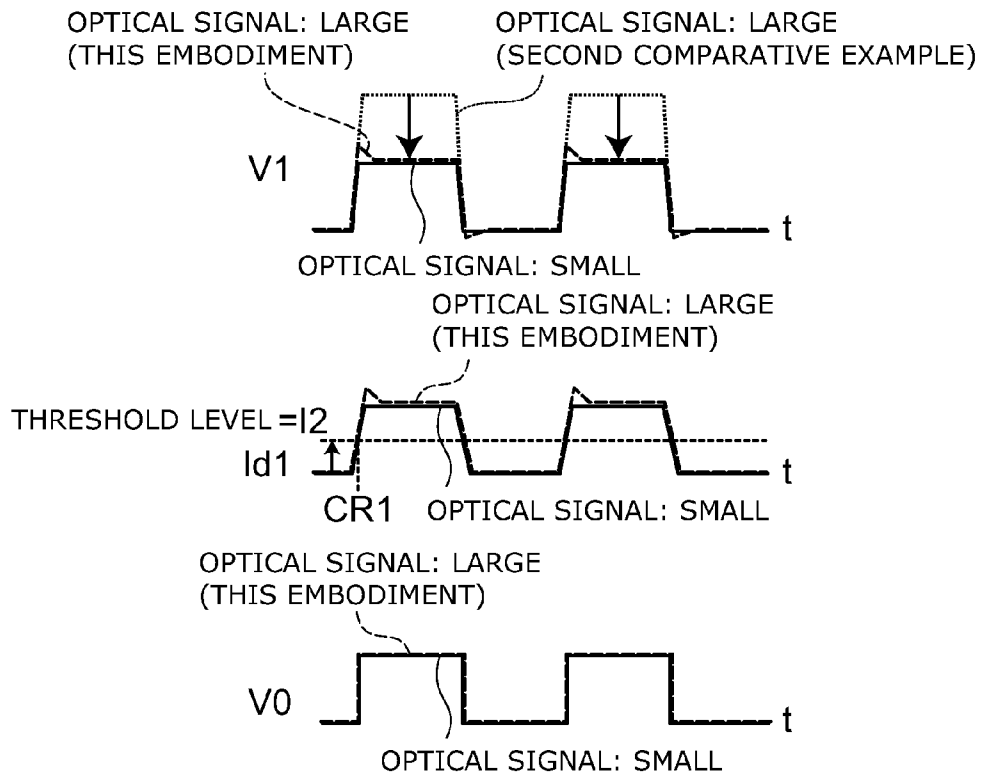 OPTICAL SIGNAL: LARGE
(THIS EMBODIMENT)
OPTICAL SIGNAL: LARGE
(SECOND COMPARATIVE EXAMPLE)
V1
t
OPTICAL SIGNAL: SMALL
OPTICAL SIGNAL: LARGE
(THIS EMBODIMENT)
THRESHOLD LEVEL =I2
Id1
t
CR1
OPTICAL SIGNAL: SMALL
OPTICAL SIGNAL: LARGE
(THIS EMBODIMENT)
V0
t
OPTICAL SIGNAL: SMALL